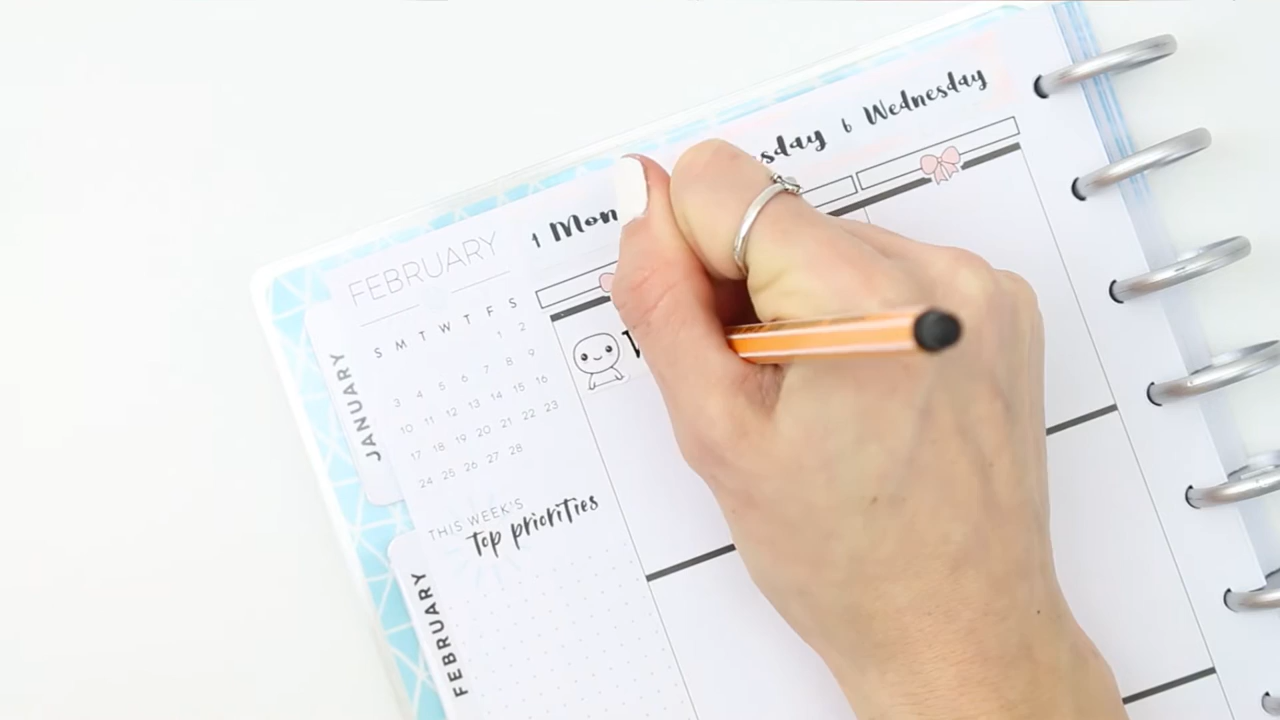 FEBRUARY
S M T W T F S
1 2
3 4 5 6 7 8 9
10 11 12 13 14 15 16
17 18 19 20 21 22 23
24 25 26 27 28
THIS WEEK'S
top priorities
JANUARY
FEBRUARY
4 Mon
sday
6 Wednesday